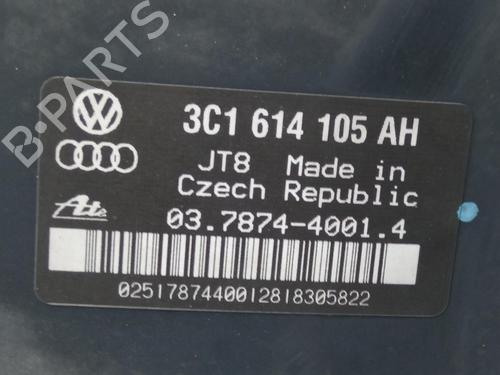 3C1 614 105 AH
JT8 Made in
Czech Republic
Ate
03.7874-4001.4
0251787440012818305822
B-PARTS